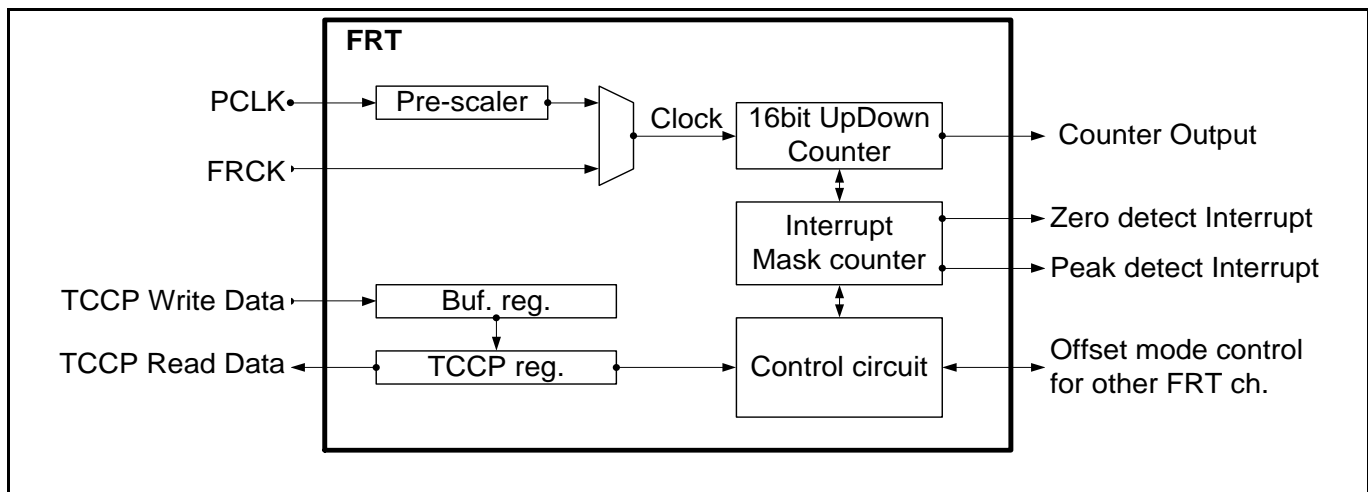 FRT
PCLK
Pre-scaler
Clock
16bit UpDown
Counter
Counter Output
FRCK
Interrupt
Mask counter
Zero detect Interrupt
Peak detect Interrupt
TCCP Write Data
Buf. reg.
TCCP Read Data
TCCP reg.
Control circuit
Offset mode control
for other FRT ch.